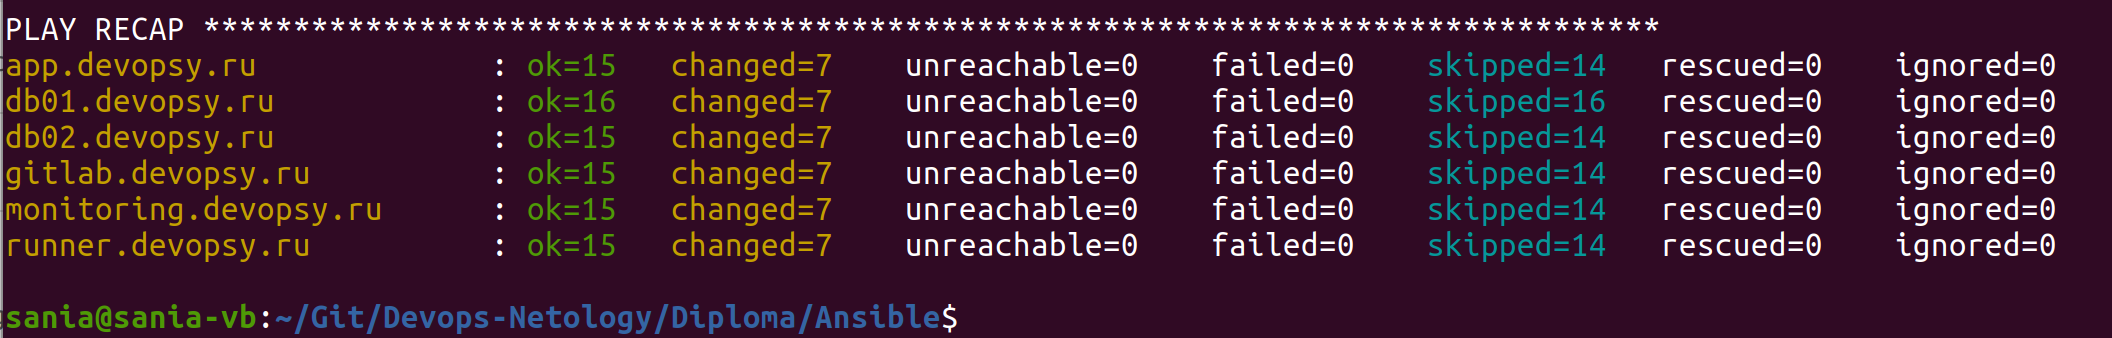 PLAY RECAP *********************************************************************************
app.devopsy.ru : ok=15 changed=7 unreachable=0 failed=0 skipped=14 rescued=0 ignored=0
db01.devopsy.ru : ok=16 changed=7 unreachable=0 failed=0 skipped=16 rescued=0 ignored=0
db02.devopsy.ru : ok=15 changed=7 unreachable=0 failed=0 skipped=14 rescued=0 ignored=0
gitlab.devopsy.ru : ok=15 changed=7 unreachable=0 failed=0 skipped=14 rescued=0 ignored=0
monitoring.devopsy.ru : ok=15 changed=7 unreachable=0 failed=0 skipped=14 rescued=0 ignored=0
runner.devopsy.ru : ok=15 changed=7 unreachable=0 failed=0 skipped=14 rescued=0 ignored=0
sania@sania-vb:~/Git/Devops-Netology/Diploma/Ansible$